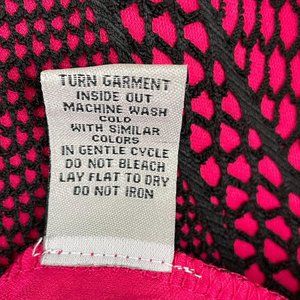 TURN GARMENT
INSIDE OUT
MACHINE WASH
COLD
WITH SIMILAR
COLORS
IN GENTLE CYCLE
DO NOT BLEACH
LAY FLAT TO DRY
DO NOT IRON